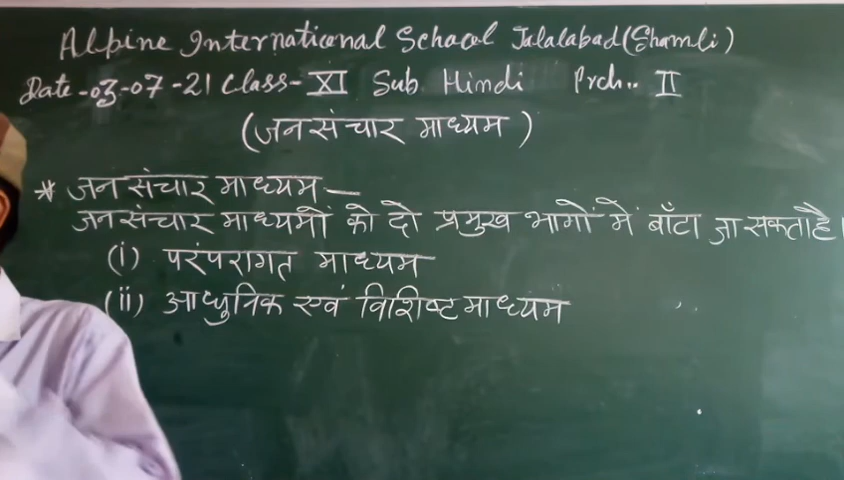 Alpine International School Jalalabad (Shamli)
Date - 03-07-21 Class - XI Sub. Hindi Prd.. II
(जनसंचार माध्यम)
* जनसंचार माध्यम —
जनसंचार माध्यमों को दो प्रमुख भागों में बाँटा जा सकता है।
(i) परंपरागत माध्यम
(ii) आधुनिक एवं विशिष्ट माध्यम